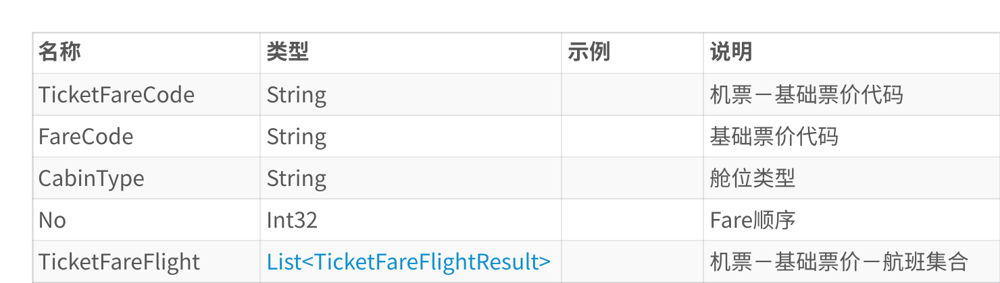 名称 类型 示例 说明
TicketFareCode String 机票－基础票价代码
FareCode String 基础票价代码
CabinType String 舱位类型
No Int32 Fare顺序
TicketFareFlight List<TicketFareFlightResult> 机票－基础票价－航班集合